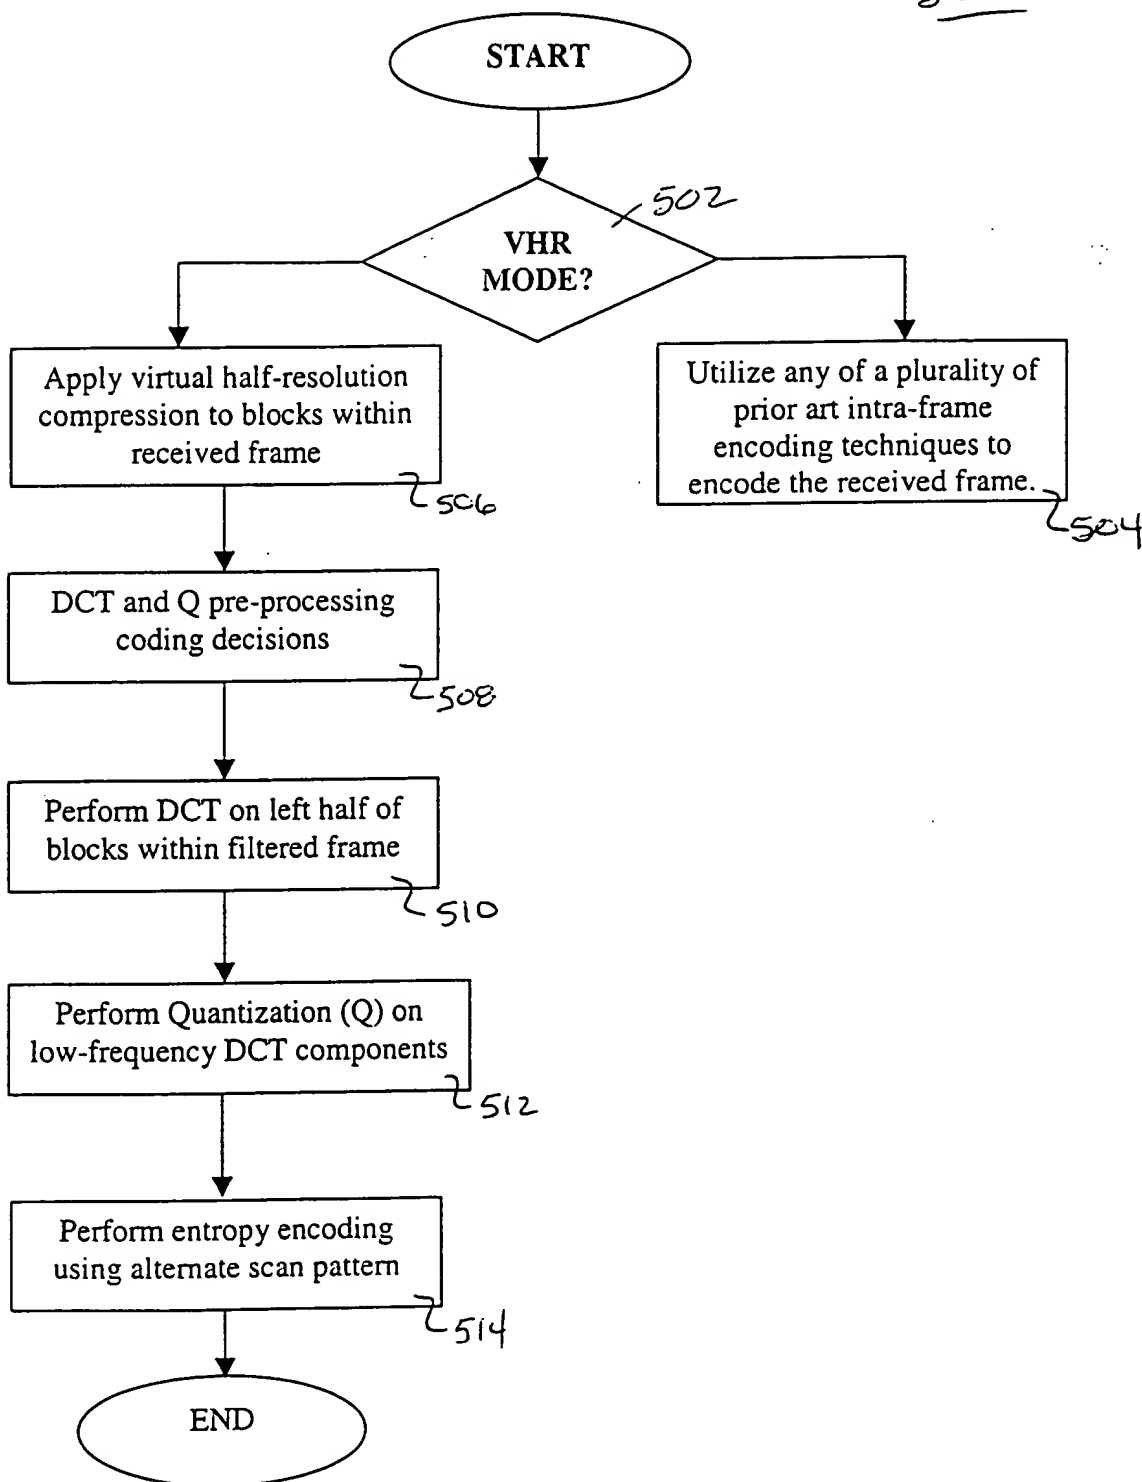 START
502
VHR
MODE?
Apply virtual half-resolution
compression to blocks within
received frame
506
Utilize any of a plurality of
prior art intra-frame
encoding techniques to
encode the received frame.
504
DCT and Q pre-processing
coding decisions
508
Perform DCT on left half of
blocks within filtered frame
510
Perform Quantization (Q) on
low-frequency DCT components
512
Perform entropy encoding
using alternate scan pattern
514
END